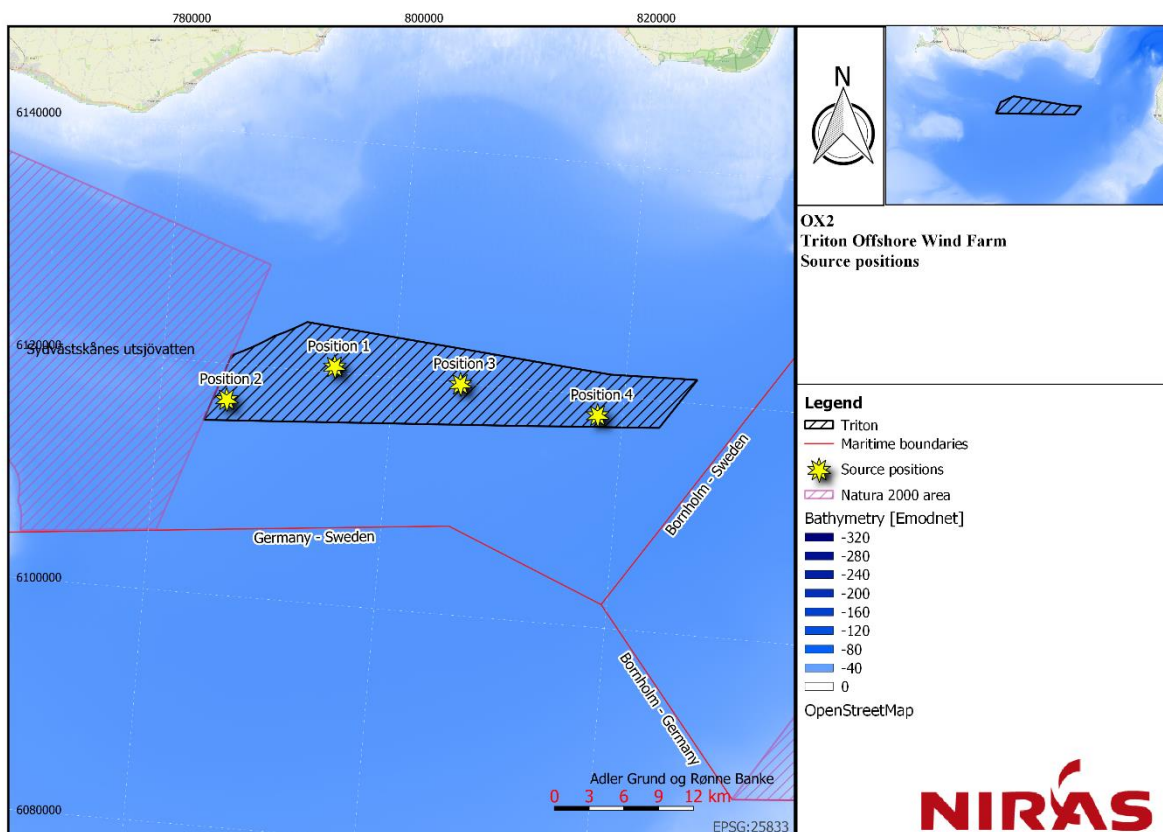 780000
800000
820000
6140000
6120000
6100000
6080000
Sydvästskånes utsjövatten
Position 1
Position 2
Position 3
Position 4
Germany - Sweden
Bornholm - Sweden
Bornholm - Germany
Adler Grund og Rønne Banke
0 3 6 9 12 km
EPSG:25833
N
OX2
Triton Offshore Wind Farm
Source positions
Legend
Triton
Maritime boundaries
Source positions
Natura 2000 area
Bathymetry [Emodnet]
-320
-280
-240
-200
-160
-120
-80
-40
0
OpenStreetMap
NIRAS